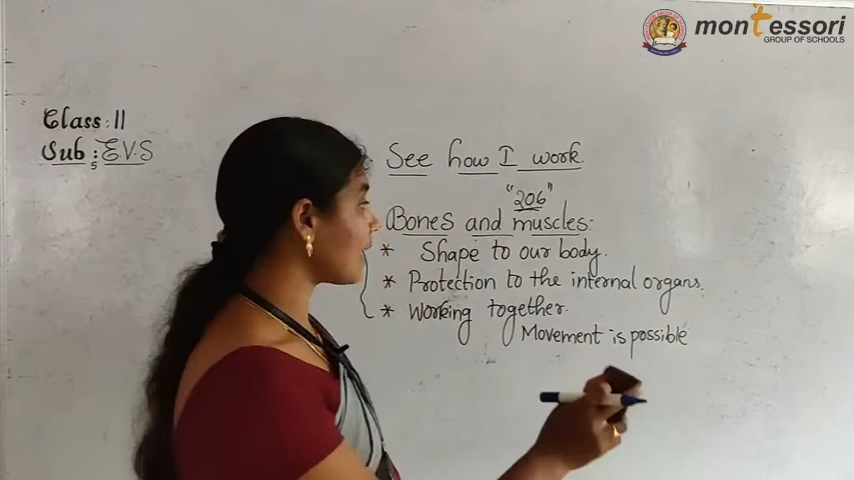 montessori
GROUP OF SCHOOLS
Class: II
Sub: E.V.S
See how I work.
"206"
Bones and muscles:
* Shape to our body.
* Protection to the internal organs.
* Working together.
Movement is possible